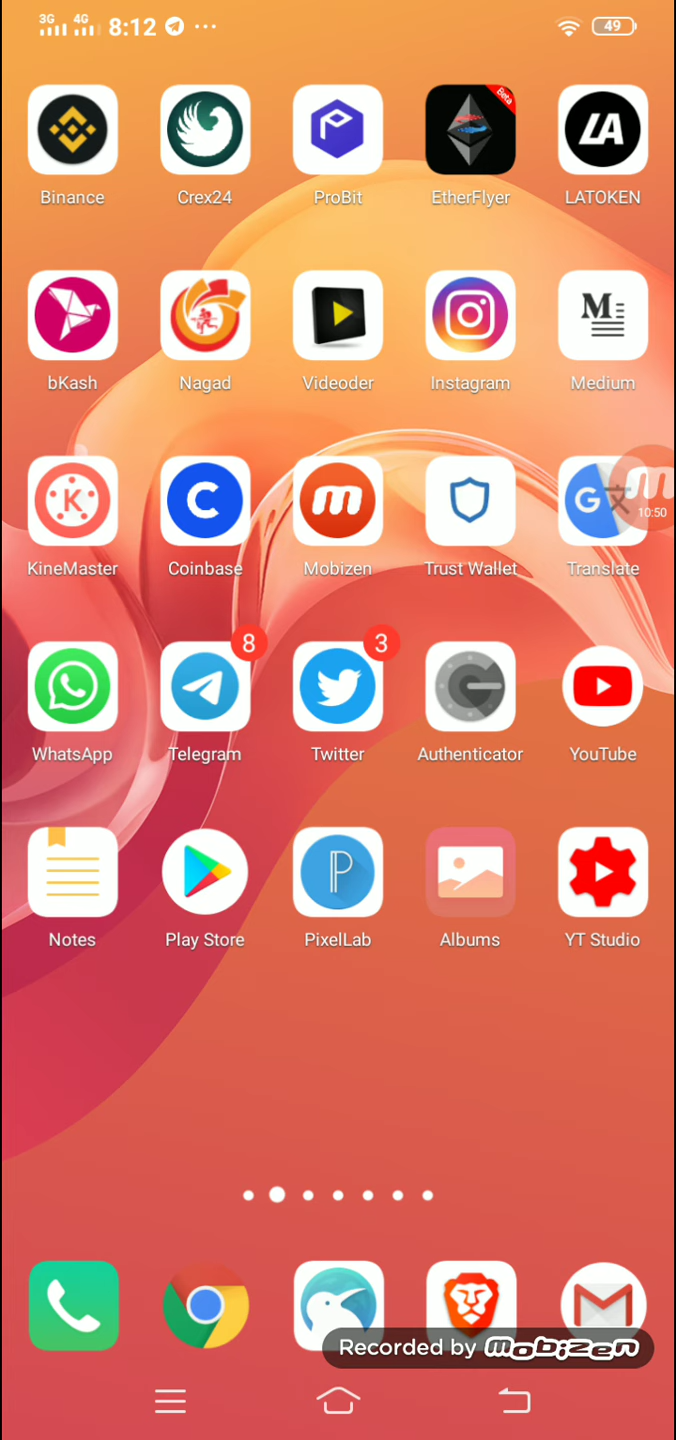 3G 4G 8:12 49
Beta
Binance Crex24 ProBit EtherFlyer LATOKEN
M
bKash Nagad Videoder Instagram Medium
K C m G 文 m
10:50
KineMaster Coinbase Mobizen Trust Wallet Translate
8 3
WhatsApp Telegram Twitter Authenticator YouTube
P
Notes Play Store PixelLab Albums YT Studio
Recorded by mobizen